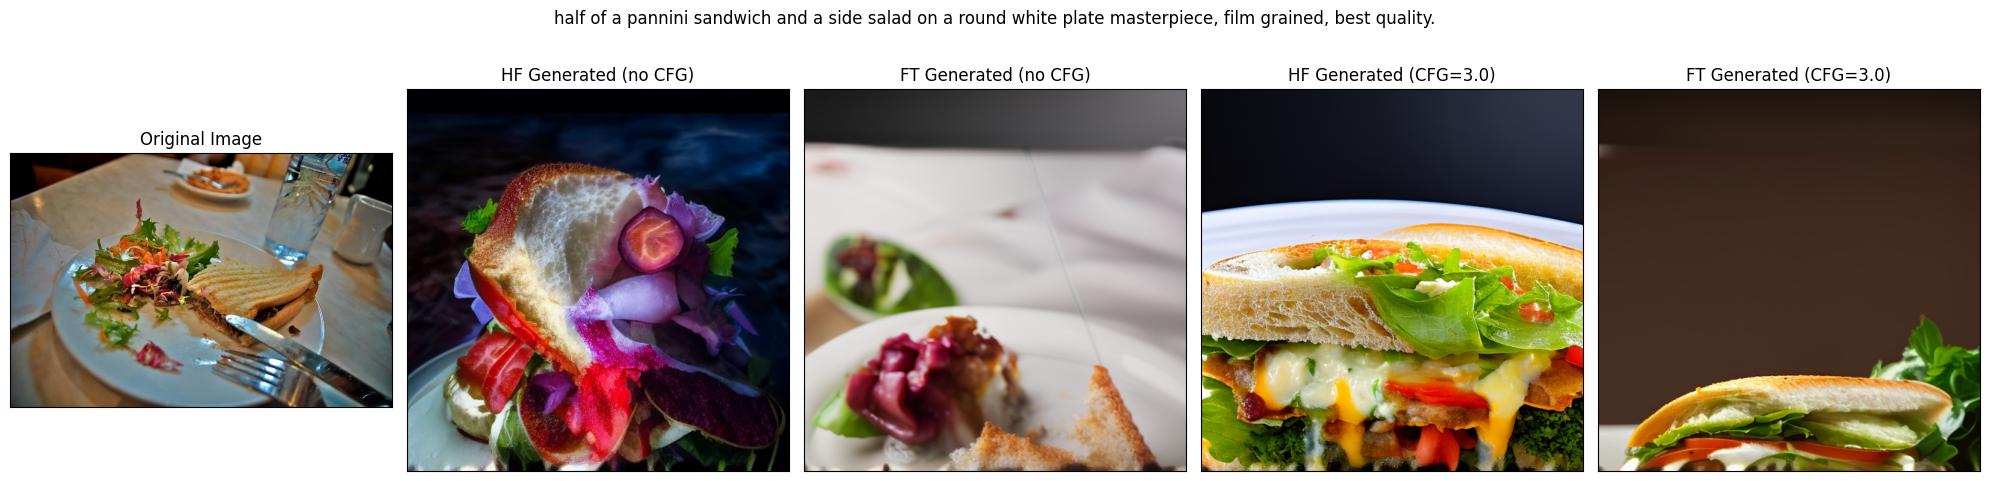 half of a pannini sandwich and a side salad on a round white plate masterpiece, film grained, best quality.
Original Image
HF Generated (no CFG)
FT Generated (no CFG)
HF Generated (CFG=3.0)
FT Generated (CFG=3.0)